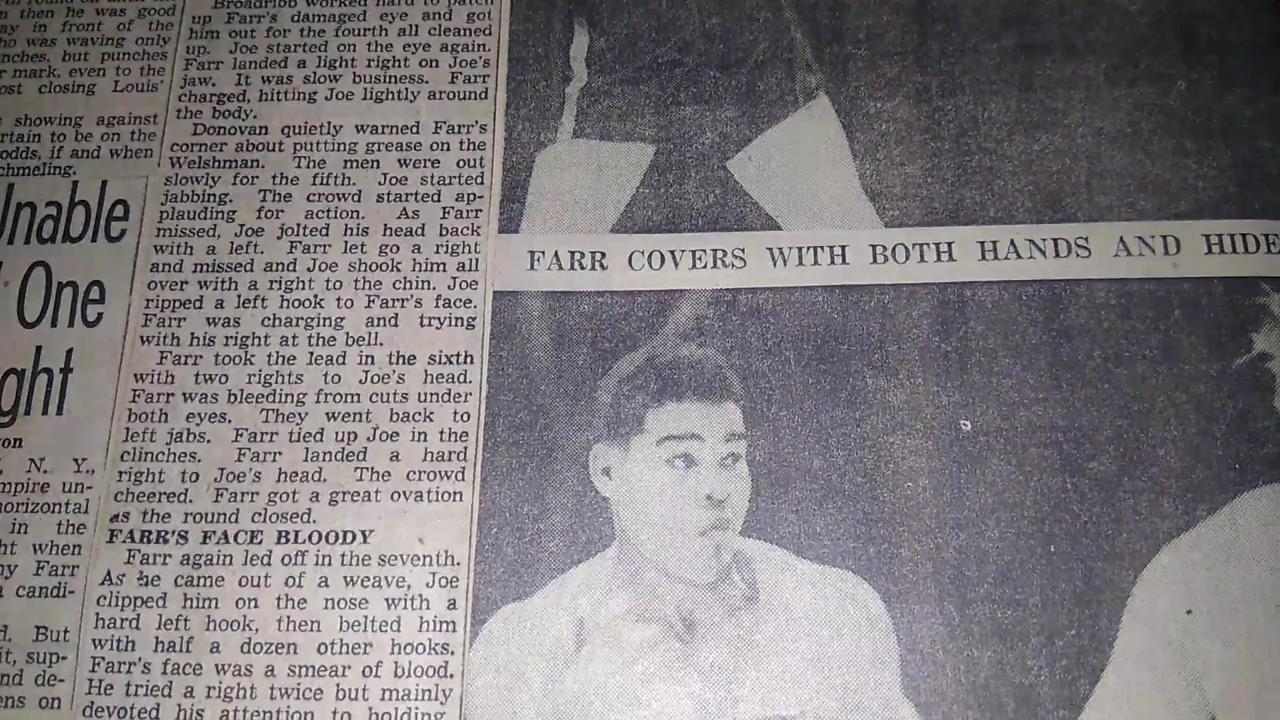 then he was good
ay in front of the
ho was waving only
nches, but punches
r mark, even to the
ost closing Louis'
showing against
rtain to be on the
odds, if and when
chmeling.
Unable
One
ght
on
, N. Y.,
mpire un-
horizontal
in the
ht when
my Farr
a candi-
d. But
it, sup-
nd de-
ens on
Broadribb worked hard to patch
up Farr's damaged eye and got
him out for the fourth all cleaned
up. Joe started on the eye again.
Farr landed a light right on Joe's
jaw. It was slow business. Farr
charged, hitting Joe lightly around
the body.
Donovan quietly warned Farr's
corner about putting grease on the
Welshman. The men were out
slowly for the fifth. Joe started
jabbing. The crowd started ap-
plauding for action. As Farr
missed, Joe jolted his head back
with a left. Farr let go a right
and missed and Joe shook him all
over with a right to the chin. Joe
ripped a left hook to Farr's face.
Farr was charging and trying
with his right at the bell.
Farr took the lead in the sixth
with two rights to Joe's head.
Farr was bleeding from cuts under
both eyes. They went back to
left jabs. Farr tied up Joe in the
clinches. Farr landed a hard
right to Joe's head. The crowd
cheered. Farr got a great ovation
as the round closed.
FARR'S FACE BLOODY
Farr again led off in the seventh.
As he came out of a weave, Joe
clipped him on the nose with a
hard left hook, then belted him
with half a dozen other hooks.
Farr's face was a smear of blood.
He tried a right twice but mainly
devoted his attention to holding.
FARR COVERS WITH BOTH HANDS AND HIDE